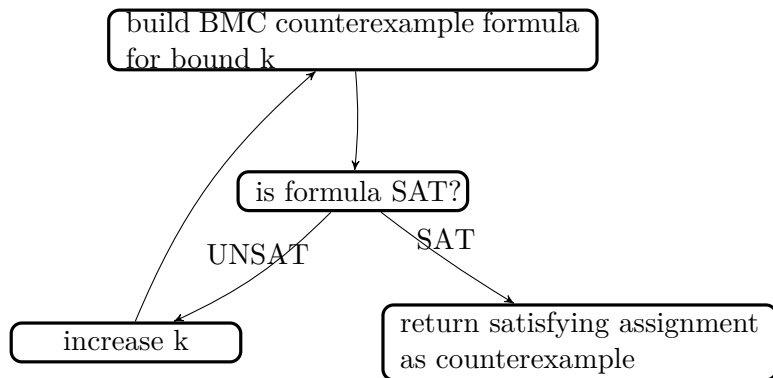 build BMC counterexample formula
for bound k
is formula SAT?
UNSAT
SAT
increase k
return satisfying assignment
as counterexample